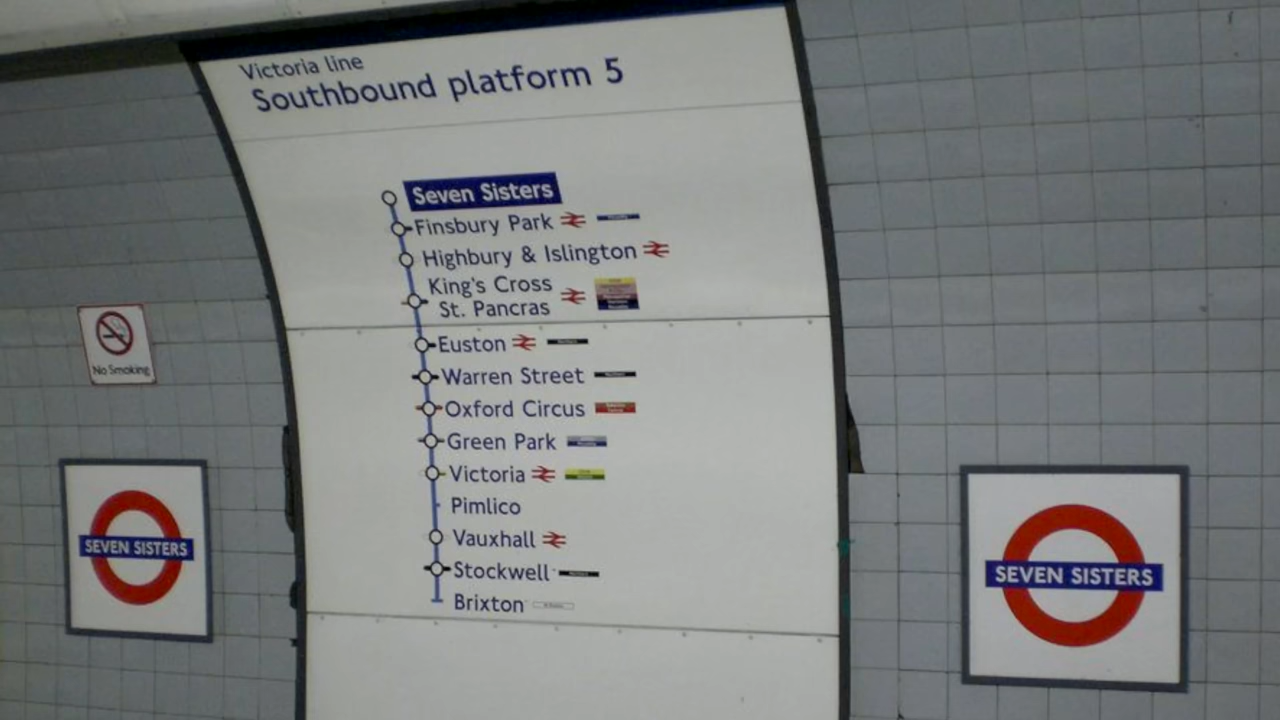 Victoria line
Southbound platform 5
Seven Sisters
Finsbury Park
Highbury & Islington
King's Cross
St. Pancras
Euston
Warren Street
Oxford Circus
Green Park
Victoria
Pimlico
Vauxhall
Stockwell
Brixton
No Smoking
SEVEN SISTERS
SEVEN SISTERS